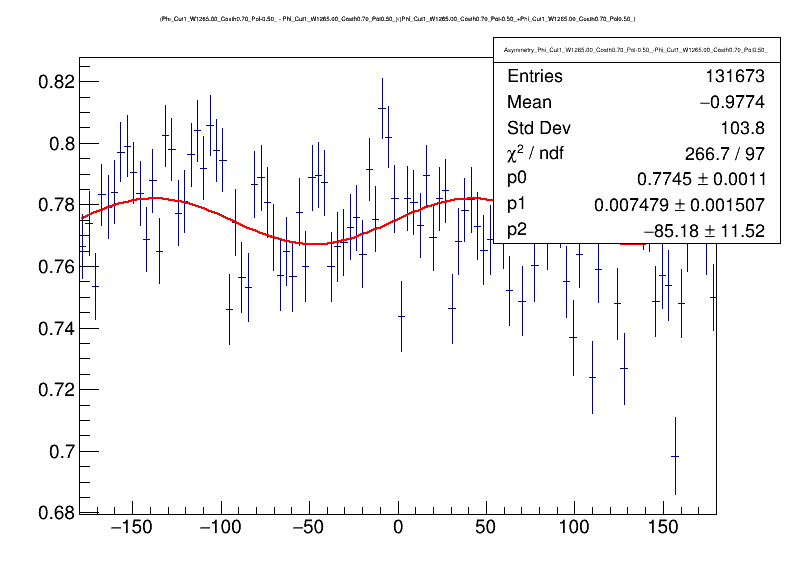 (Phi_Cut1_W1265.00_Costh0.70_Pol-0.50_ - Phi_Cut1_W1265.00_Costh0.70_Pol0.50_)/(Phi_Cut1_W1265.00_Costh0.70_Pol-0.50_+Phi_Cut1_W1265.00_Costh0.70_Pol0.50_)
Asymmetry_Phi_Cut1_W1265.00_Costh0.70_Pol-0.50_-Phi_Cut1_W1265.00_Costh0.70_Pol0.50_
Entries 131673
Mean −0.9774
Std Dev 103.8
χ² / ndf 266.7 / 97
p0 0.7745 ± 0.0011
p1 0.007479 ± 0.001507
p2 −85.18 ± 11.52
0.82
0.8
0.78
0.76
0.74
0.72
0.7
0.68
−150 −100 −50 0 50 100 150